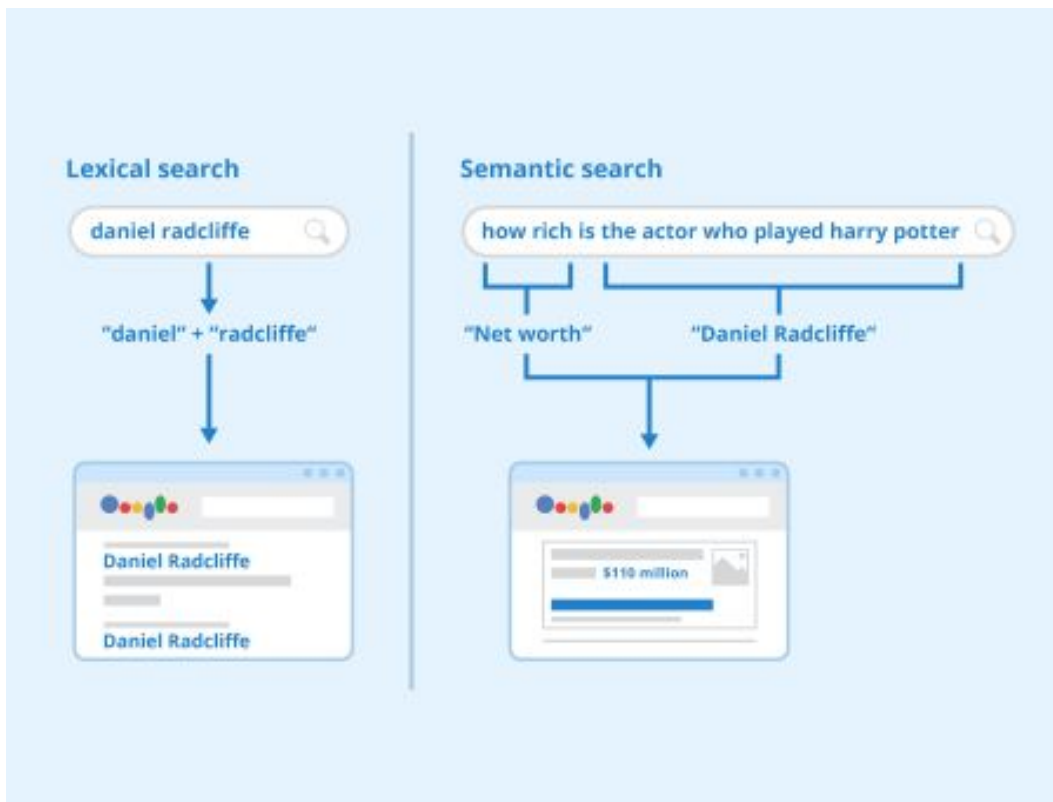 Lexical search
daniel radcliffe
"daniel" + "radcliffe"
Daniel Radcliffe
Daniel Radcliffe
Semantic search
how rich is the actor who played harry potter
"Net worth"
"Daniel Radcliffe"
$110 million